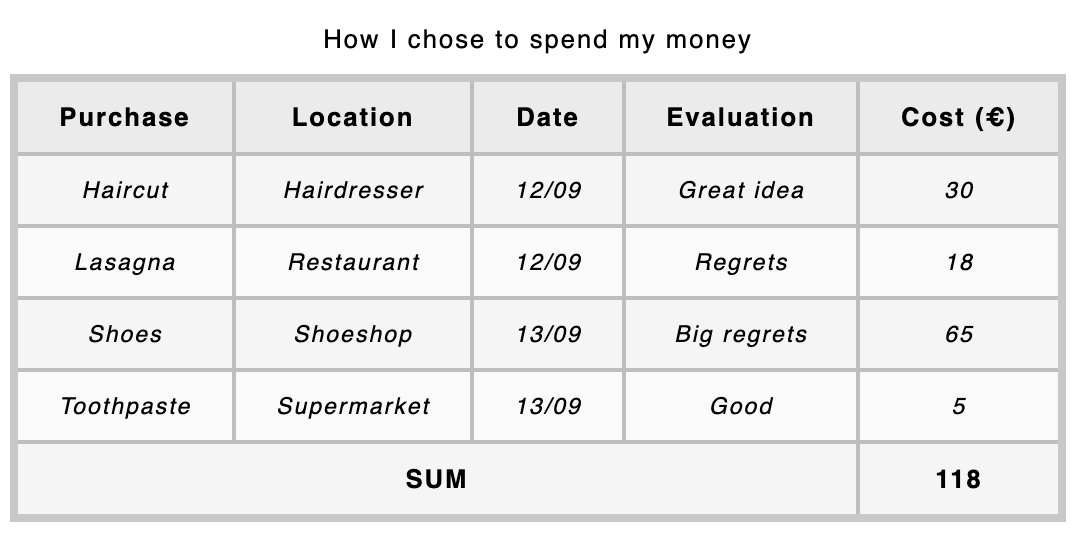 How I chose to spend my money
Purchase Location Date Evaluation Cost (€)
Haircut Hairdresser 12/09 Great idea 30
Lasagna Restaurant 12/09 Regrets 18
Shoes Shoeshop 13/09 Big regrets 65
Toothpaste Supermarket 13/09 Good 5
SUM 118